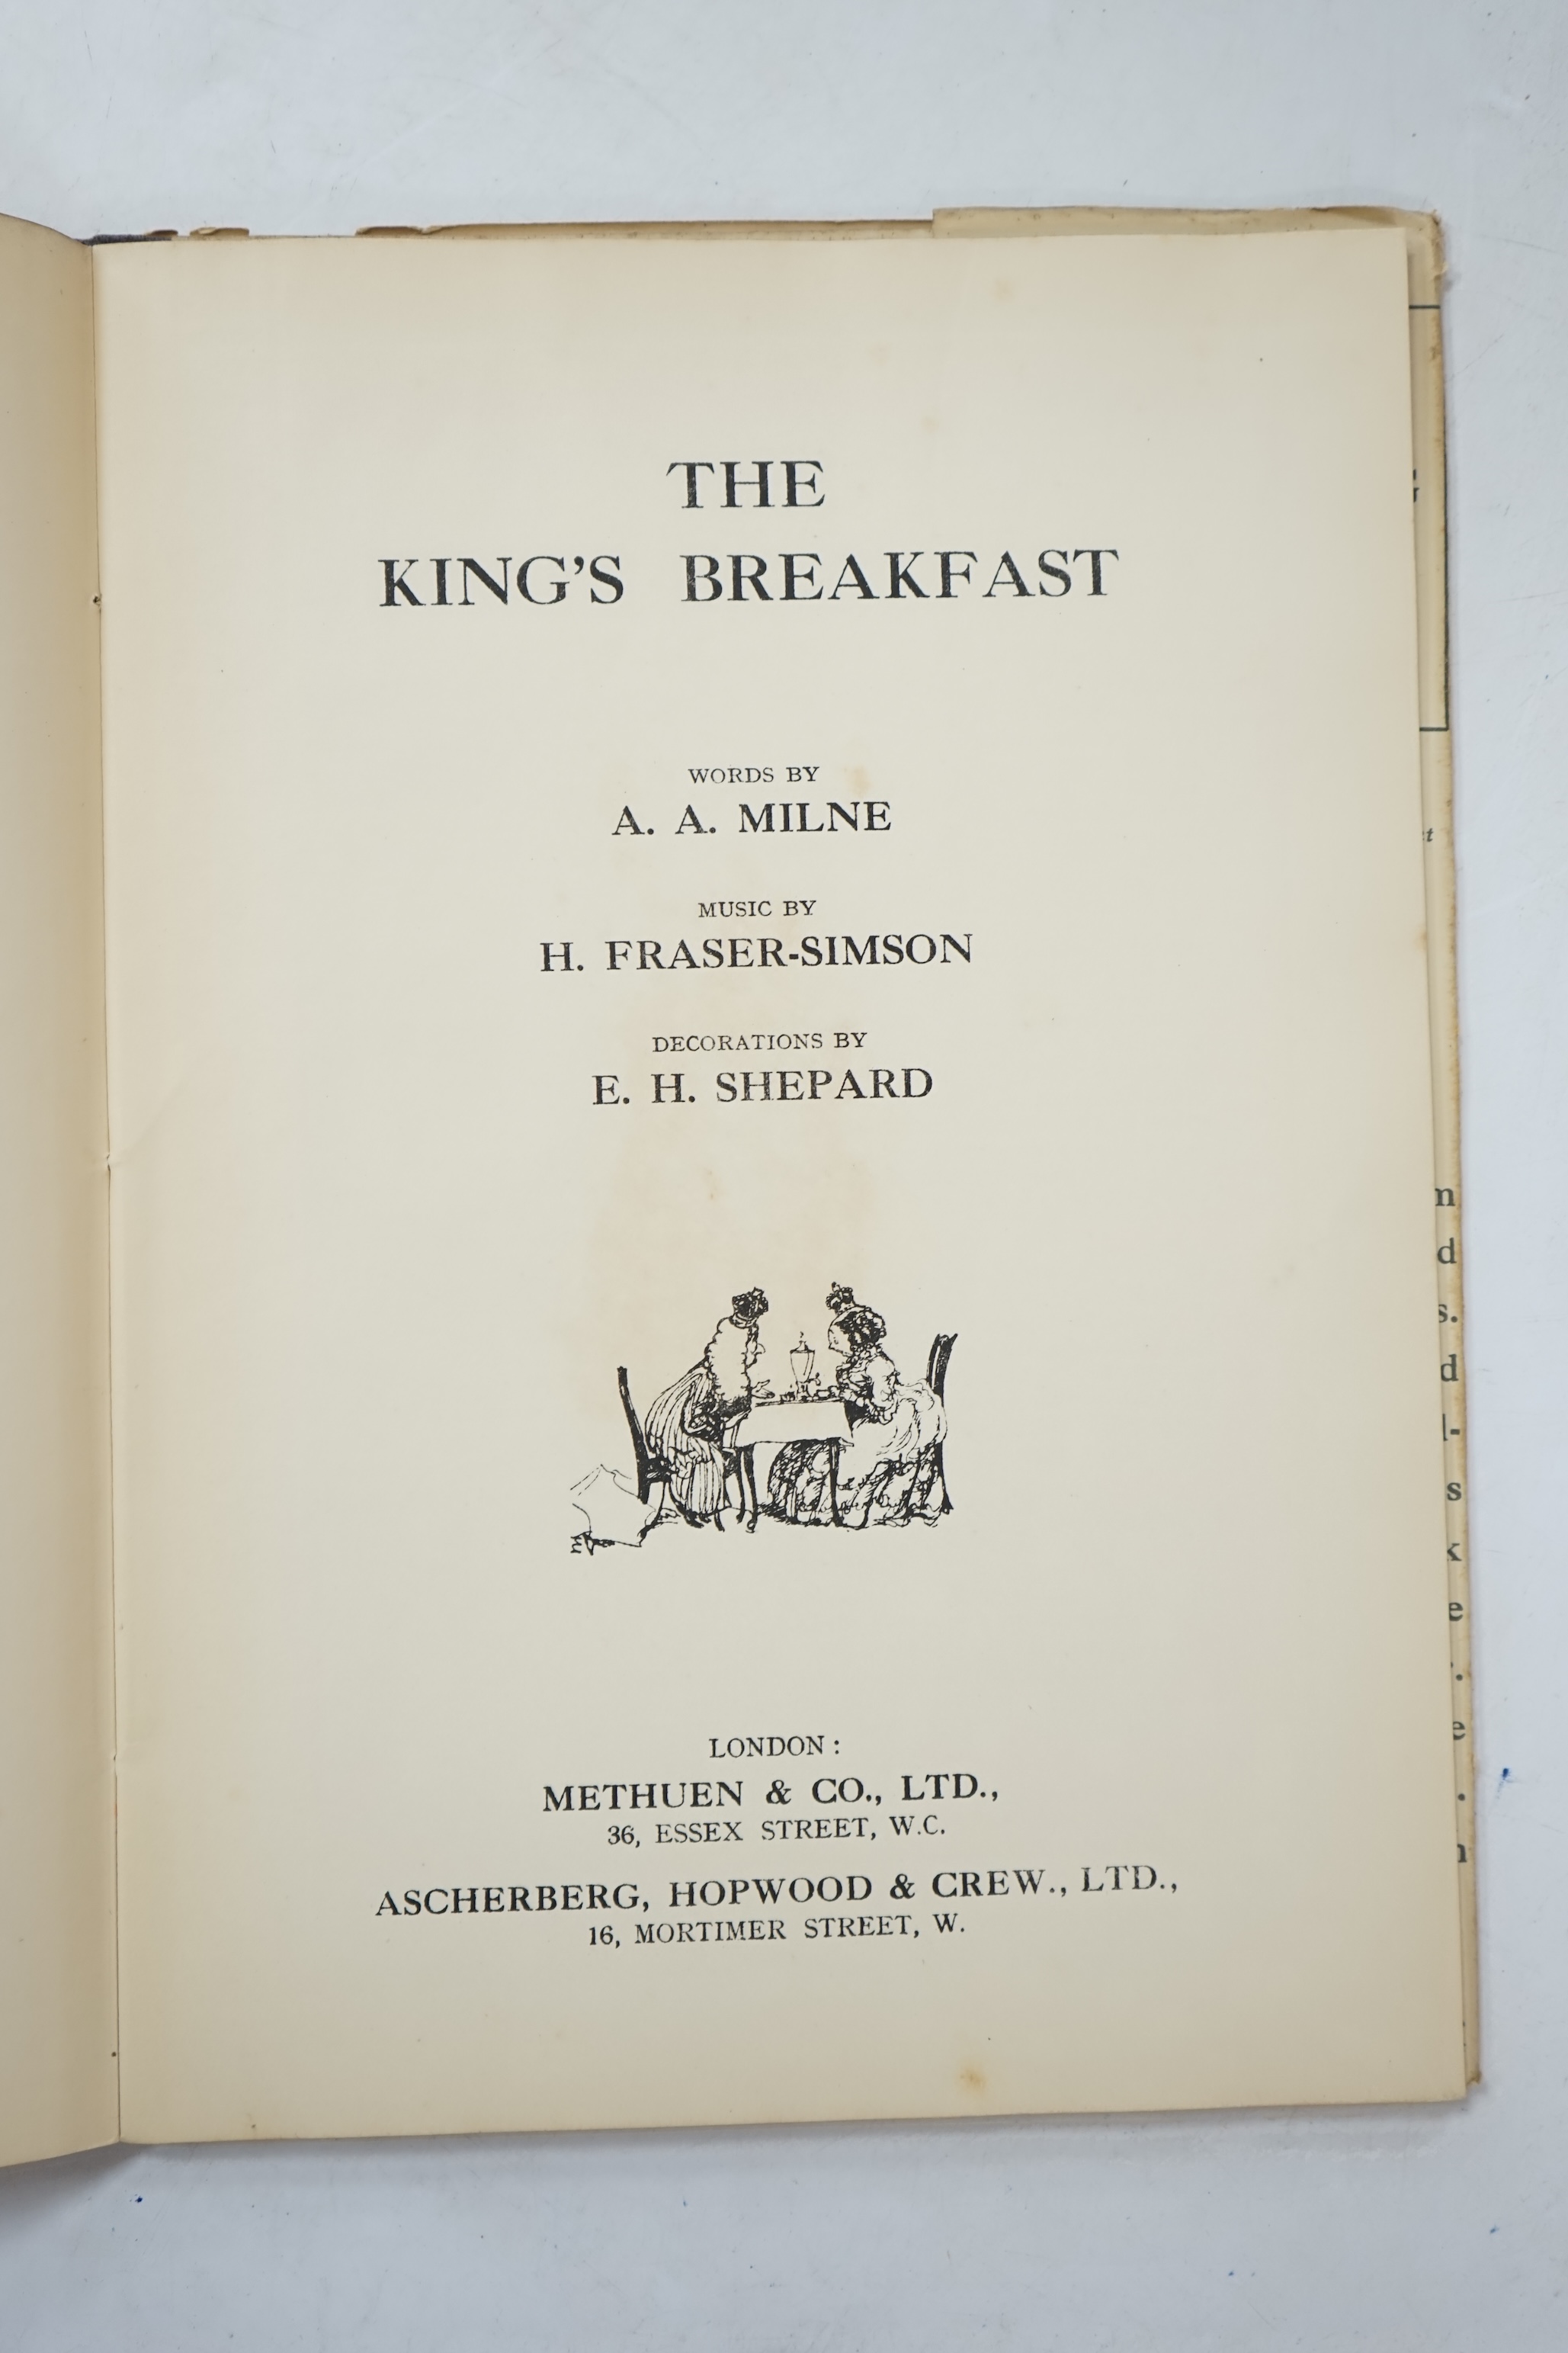 THE
KING'S BREAKFAST
WORDS BY
A. A. MILNE
MUSIC BY
H. FRASER-SIMSON
DECORATIONS BY
E. H. SHEPARD
LONDON :
METHUEN & CO., LTD.,
36, ESSEX STREET, W.C.
ASCHERBERG, HOPWOOD & CREW., LTD.,
16, MORTIMER STREET, W.